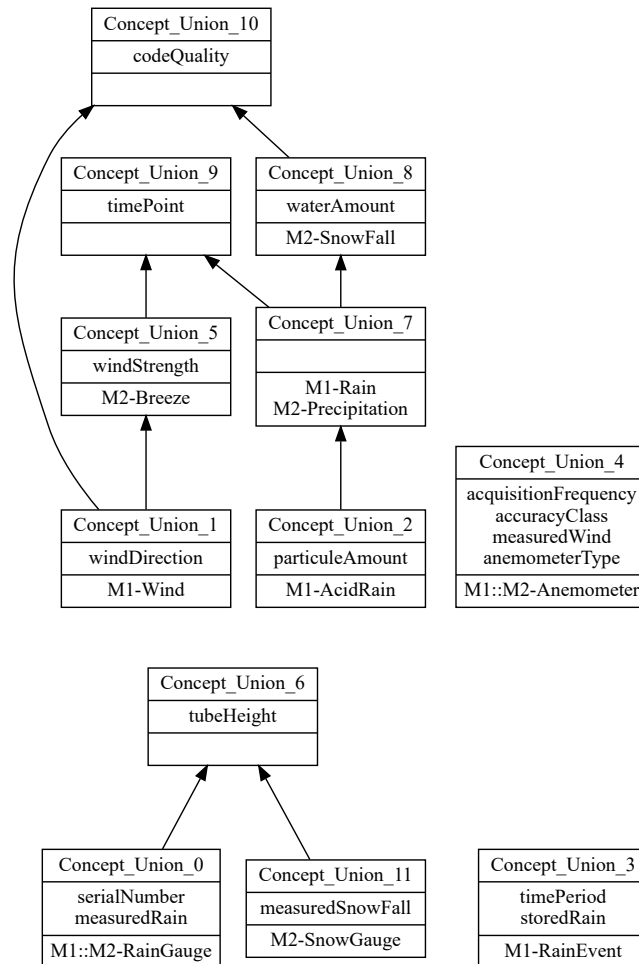 Concept_Union_10
codeQuality
Concept_Union_9
timePoint
Concept_Union_8
waterAmount
M2-SnowFall
Concept_Union_5
windStrength
M2-Breeze
Concept_Union_7
M1-Rain
M2-Precipitation
Concept_Union_1
windDirection
M1-Wind
Concept_Union_2
particuleAmount
M1-AcidRain
Concept_Union_4
acquisitionFrequency
accuracyClass
measuredWind
anemometerType
M1::M2-Anemometer
Concept_Union_6
tubeHeight
Concept_Union_0
serialNumber
measuredRain
M1::M2-RainGauge
Concept_Union_11
measuredSnowFall
M2-SnowGauge
Concept_Union_3
timePeriod
storedRain
M1-RainEvent